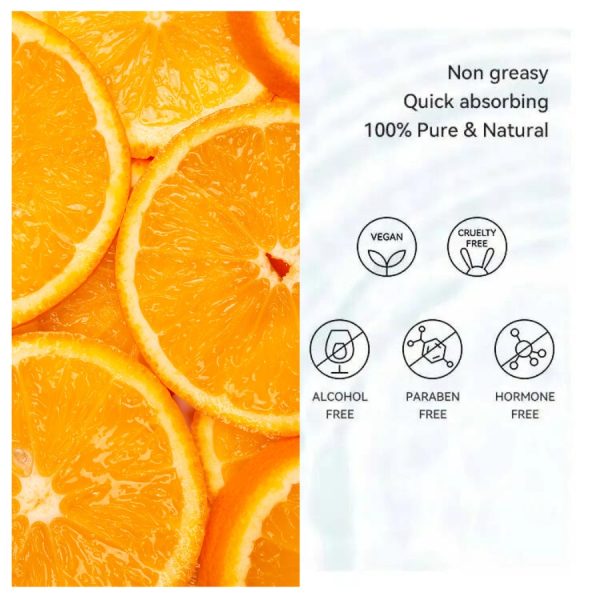 Non greasy
Quick absorbing
100% Pure & Natural
VEGAN
CRUELTY
FREE
ALCOHOL
FREE
PARABEN
FREE
HORMONE
FREE